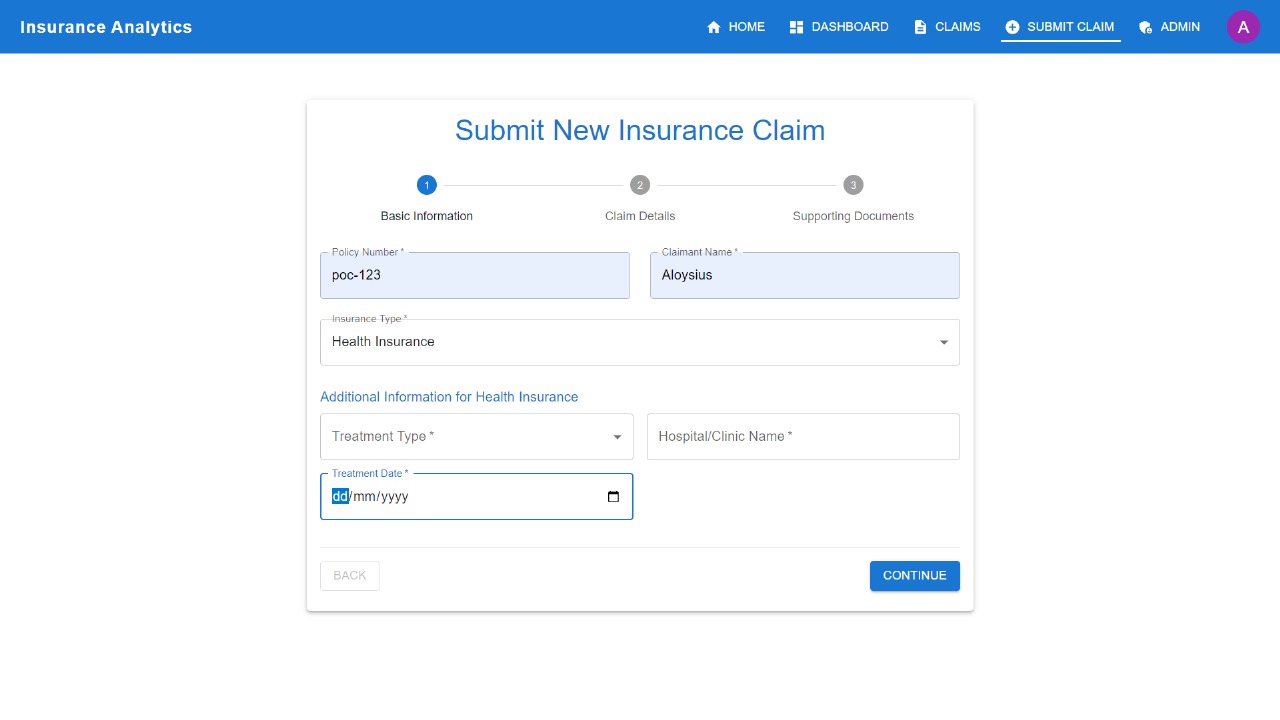 Insurance Analytics
HOME DASHBOARD CLAIMS SUBMIT CLAIM ADMIN A
Submit New Insurance Claim
1 2 3
Basic Information Claim Details Supporting Documents
Policy Number * Claimant Name *
poc-123 Aloysius
Insurance Type *
Health Insurance
Additional Information for Health Insurance
Treatment Type * Hospital/Clinic Name *
Treatment Date *
dd/mm/yyyy
BACK CONTINUE